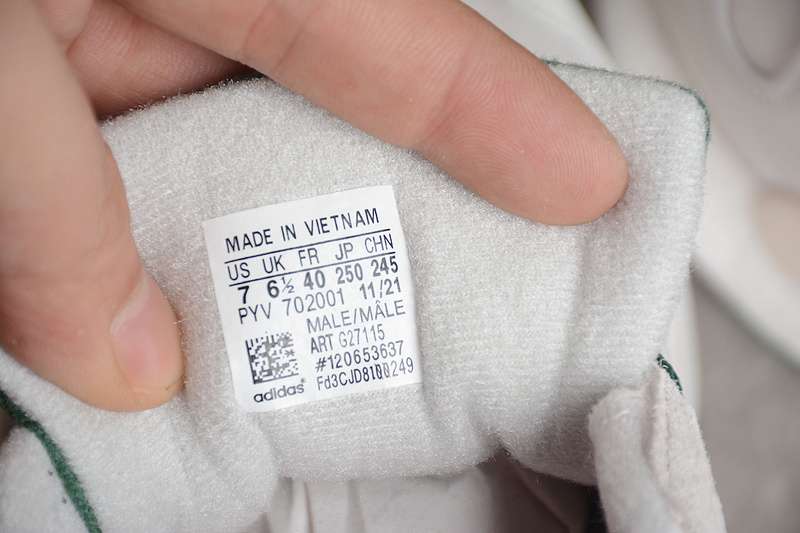 MADE IN VIETNAM
US UK FR JP CHN
7 6½ 40 250 245
PYV 702001 11/21
MALE/MÂLE
ART G27115
#120653637
adidas®